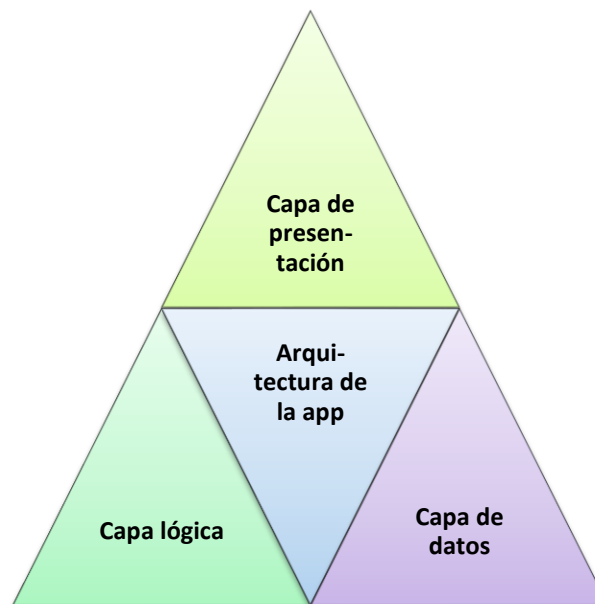 Capa de
presen-
tación
Arqui-
tectura de
la app
Capa lógica
Capa de
datos